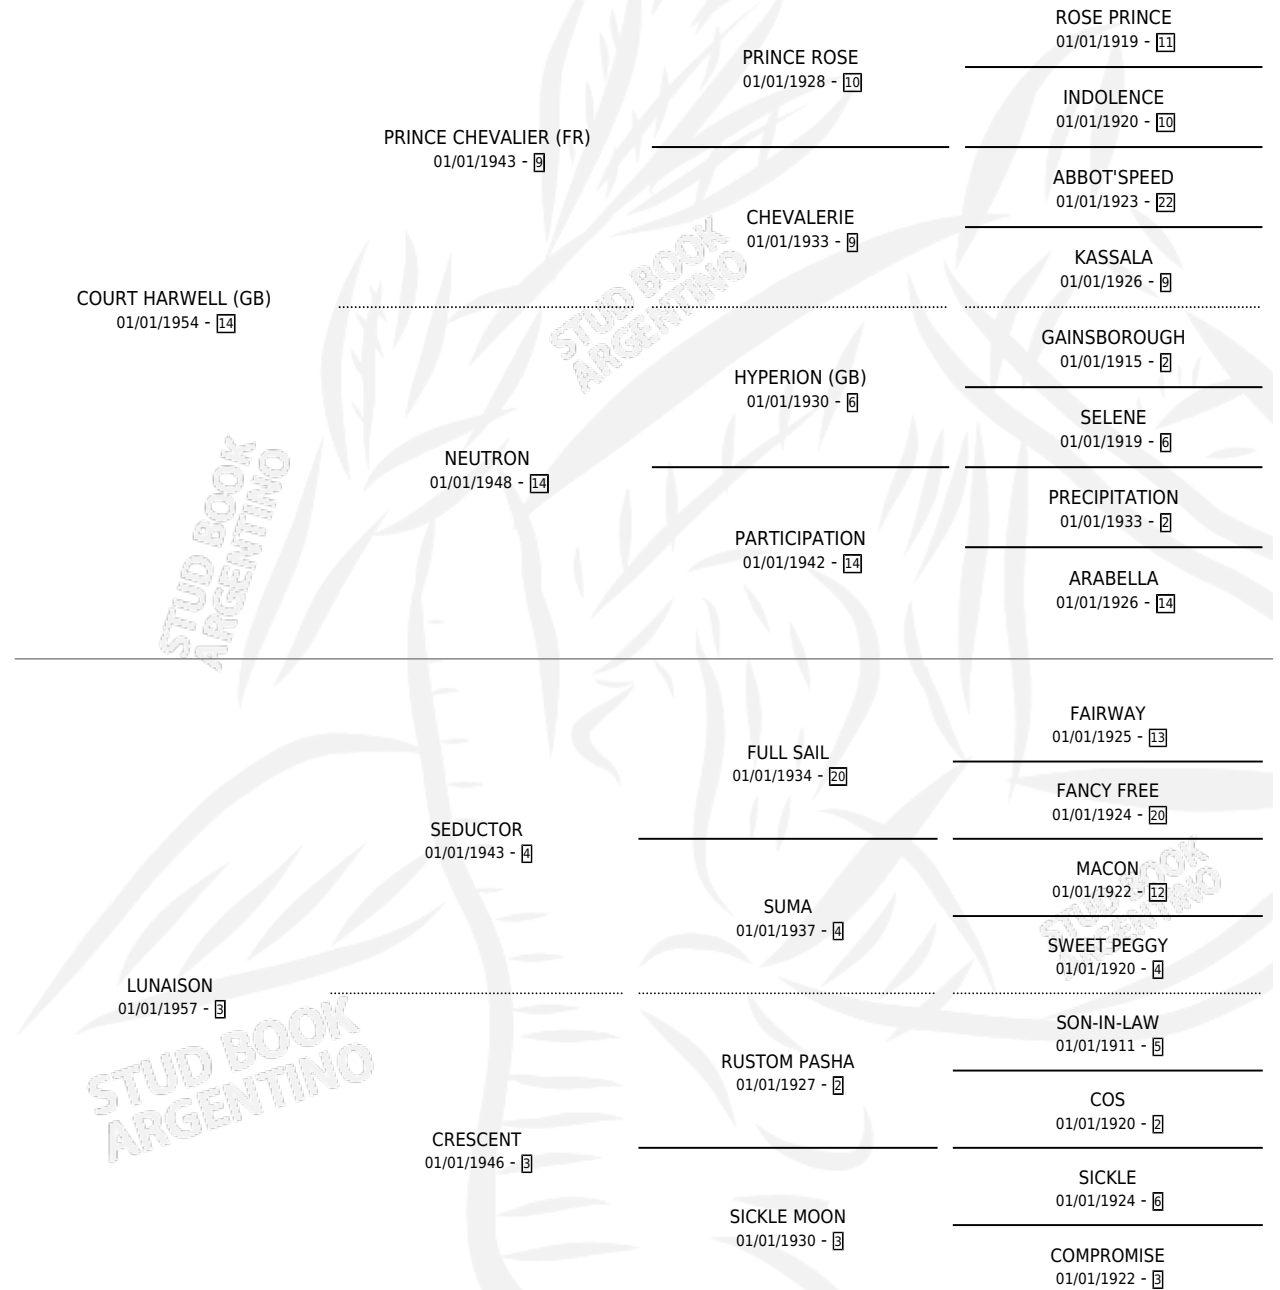 ROSE PRINCE
01/01/1919 - 11
PRINCE ROSE
01/01/1928 - 10
INDOLENCE
01/01/1920 - 10
PRINCE CHEVALIER (FR)
01/01/1943 - 9
ABBOT'SPEED
01/01/1923 - 22
CHEVALERIE
01/01/1933 - 9
KASSALA
01/01/1926 - 9
COURT HARWELL (GB)
01/01/1954 - 14
GAINSBOROUGH
01/01/1915 - 2
HYPERION (GB)
01/01/1930 - 6
SELENE
01/01/1919 - 6
NEUTRON
01/01/1948 - 14
PRECIPITATION
01/01/1933 - 2
PARTICIPATION
01/01/1942 - 14
ARABELLA
01/01/1926 - 14
FAIRWAY
01/01/1925 - 13
FULL SAIL
01/01/1934 - 20
FANCY FREE
01/01/1924 - 20
SEDUCTOR
01/01/1943 - 4
MACON
01/01/1922 - 12
SUMA
01/01/1937 - 4
SWEET PEGGY
01/01/1920 - 4
LUNAISON
01/01/1957 - 3
SON-IN-LAW
01/01/1911 - 5
RUSTOM PASHA
01/01/1927 - 2
COS
01/01/1920 - 2
CRESCENT
01/01/1946 - 3
SICKLE
01/01/1924 - 6
SICKLE MOON
01/01/1930 - 3
COMPROMISE
01/01/1922 - 3
STUD BOOK
ARGENTINO
STUD BOOK
ARGENTINO
STUD BOOK
ARGENTINO
STUD BOOK
ARGENTINO